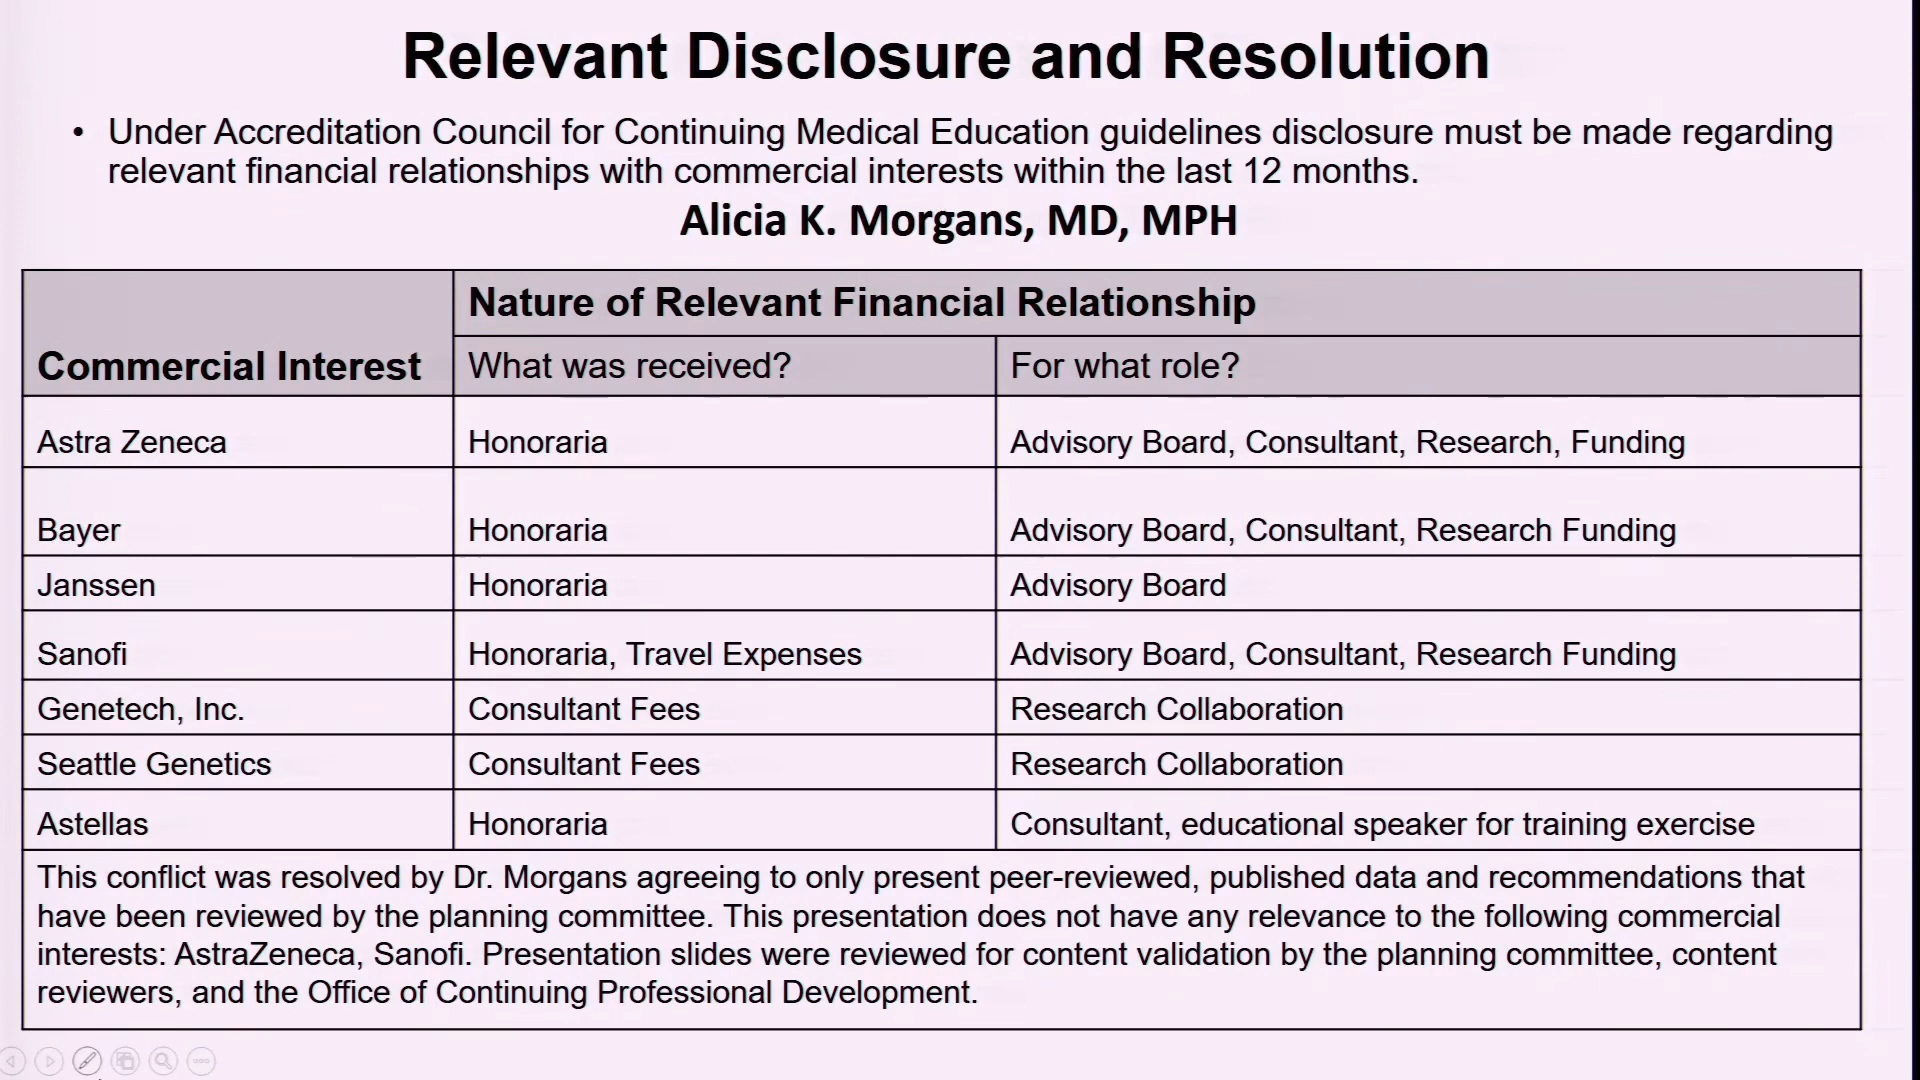 Relevant Disclosure and Resolution
• Under Accreditation Council for Continuing Medical Education guidelines disclosure must be made regarding
relevant financial relationships with commercial interests within the last 12 months.
Alicia K. Morgans, MD, MPH
Nature of Relevant Financial Relationship
Commercial Interest What was received? For what role?
Astra Zeneca Honoraria Advisory Board, Consultant, Research, Funding
Bayer Honoraria Advisory Board, Consultant, Research Funding
Janssen Honoraria Advisory Board
Sanofi Honoraria, Travel Expenses Advisory Board, Consultant, Research Funding
Genetech, Inc. Consultant Fees Research Collaboration
Seattle Genetics Consultant Fees Research Collaboration
Astellas Honoraria Consultant, educational speaker for training exercise
This conflict was resolved by Dr. Morgans agreeing to only present peer-reviewed, published data and recommendations that
have been reviewed by the planning committee. This presentation does not have any relevance to the following commercial
interests: AstraZeneca, Sanofi. Presentation slides were reviewed for content validation by the planning committee, content
reviewers, and the Office of Continuing Professional Development.